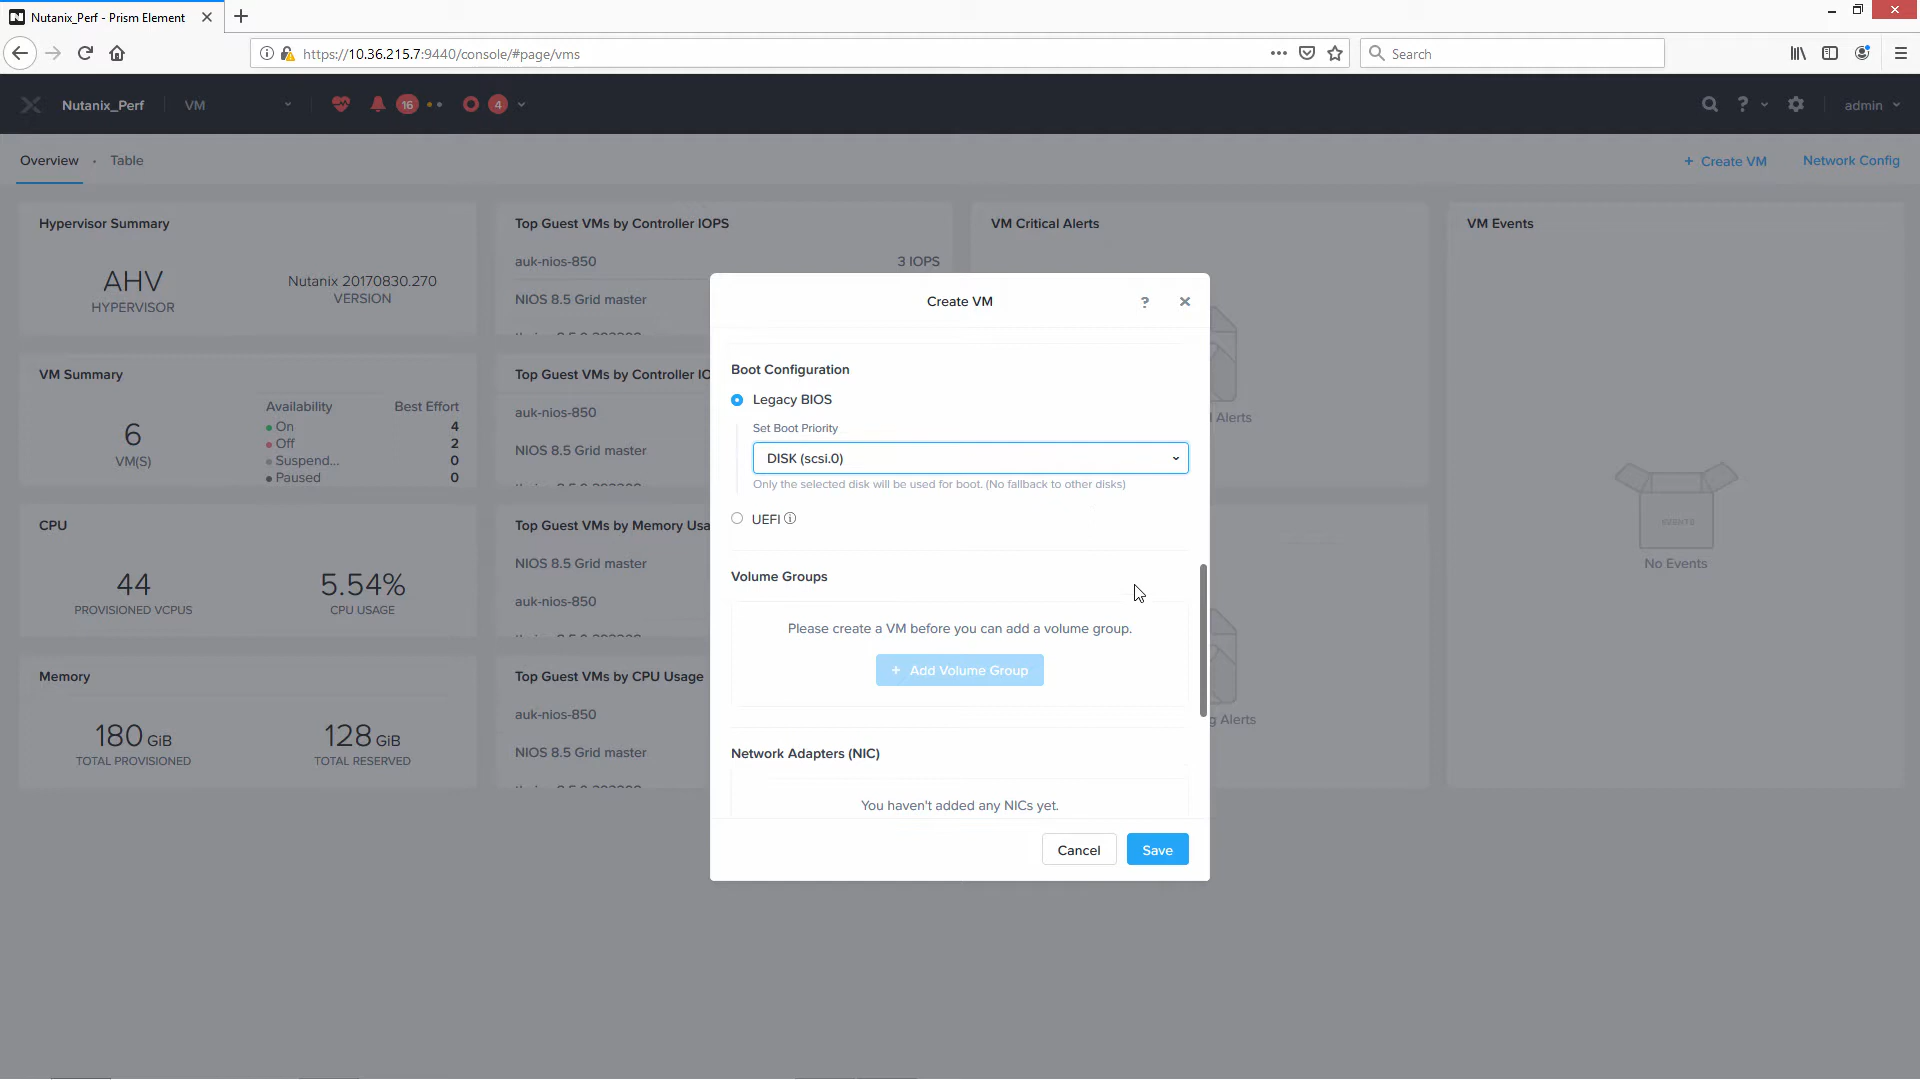 Nutanix_Perf - Prism Element
https://10.36.215.7:9440/console/#page/vms
Search
Nutanix_Perf
VM
16
4
?
admin
Overview
Table
+ Create VM
Network Config
Hypervisor Summary
AHV
HYPERVISOR
Nutanix 20170830.270
VERSION
VM Summary
6
VM(S)
Availability
Best Effort
On
4
Off
2
Suspend...
0
Paused
0
CPU
44
PROVISIONED VCPUS
5.54%
CPU USAGE
Memory
180 GiB
TOTAL PROVISIONED
128 GiB
TOTAL RESERVED
Top Guest VMs by Controller IOPS
auk-nios-850
3 IOPS
NIOS 8.5 Grid master
Top Guest VMs by Controller IO
auk-nios-850
NIOS 8.5 Grid master
Top Guest VMs by Memory Usa
NIOS 8.5 Grid master
auk-nios-850
Top Guest VMs by CPU Usage
auk-nios-850
NIOS 8.5 Grid master
VM Critical Alerts
l Alerts
g Alerts
VM Events
EVENTS
No Events
Create VM
?
Boot Configuration
Legacy BIOS
Set Boot Priority
DISK (scsi.0)
Only the selected disk will be used for boot. (No fallback to other disks)
UEFI
Volume Groups
Please create a VM before you can add a volume group.
+ Add Volume Group
Network Adapters (NIC)
You haven't added any NICs yet.
Cancel
Save